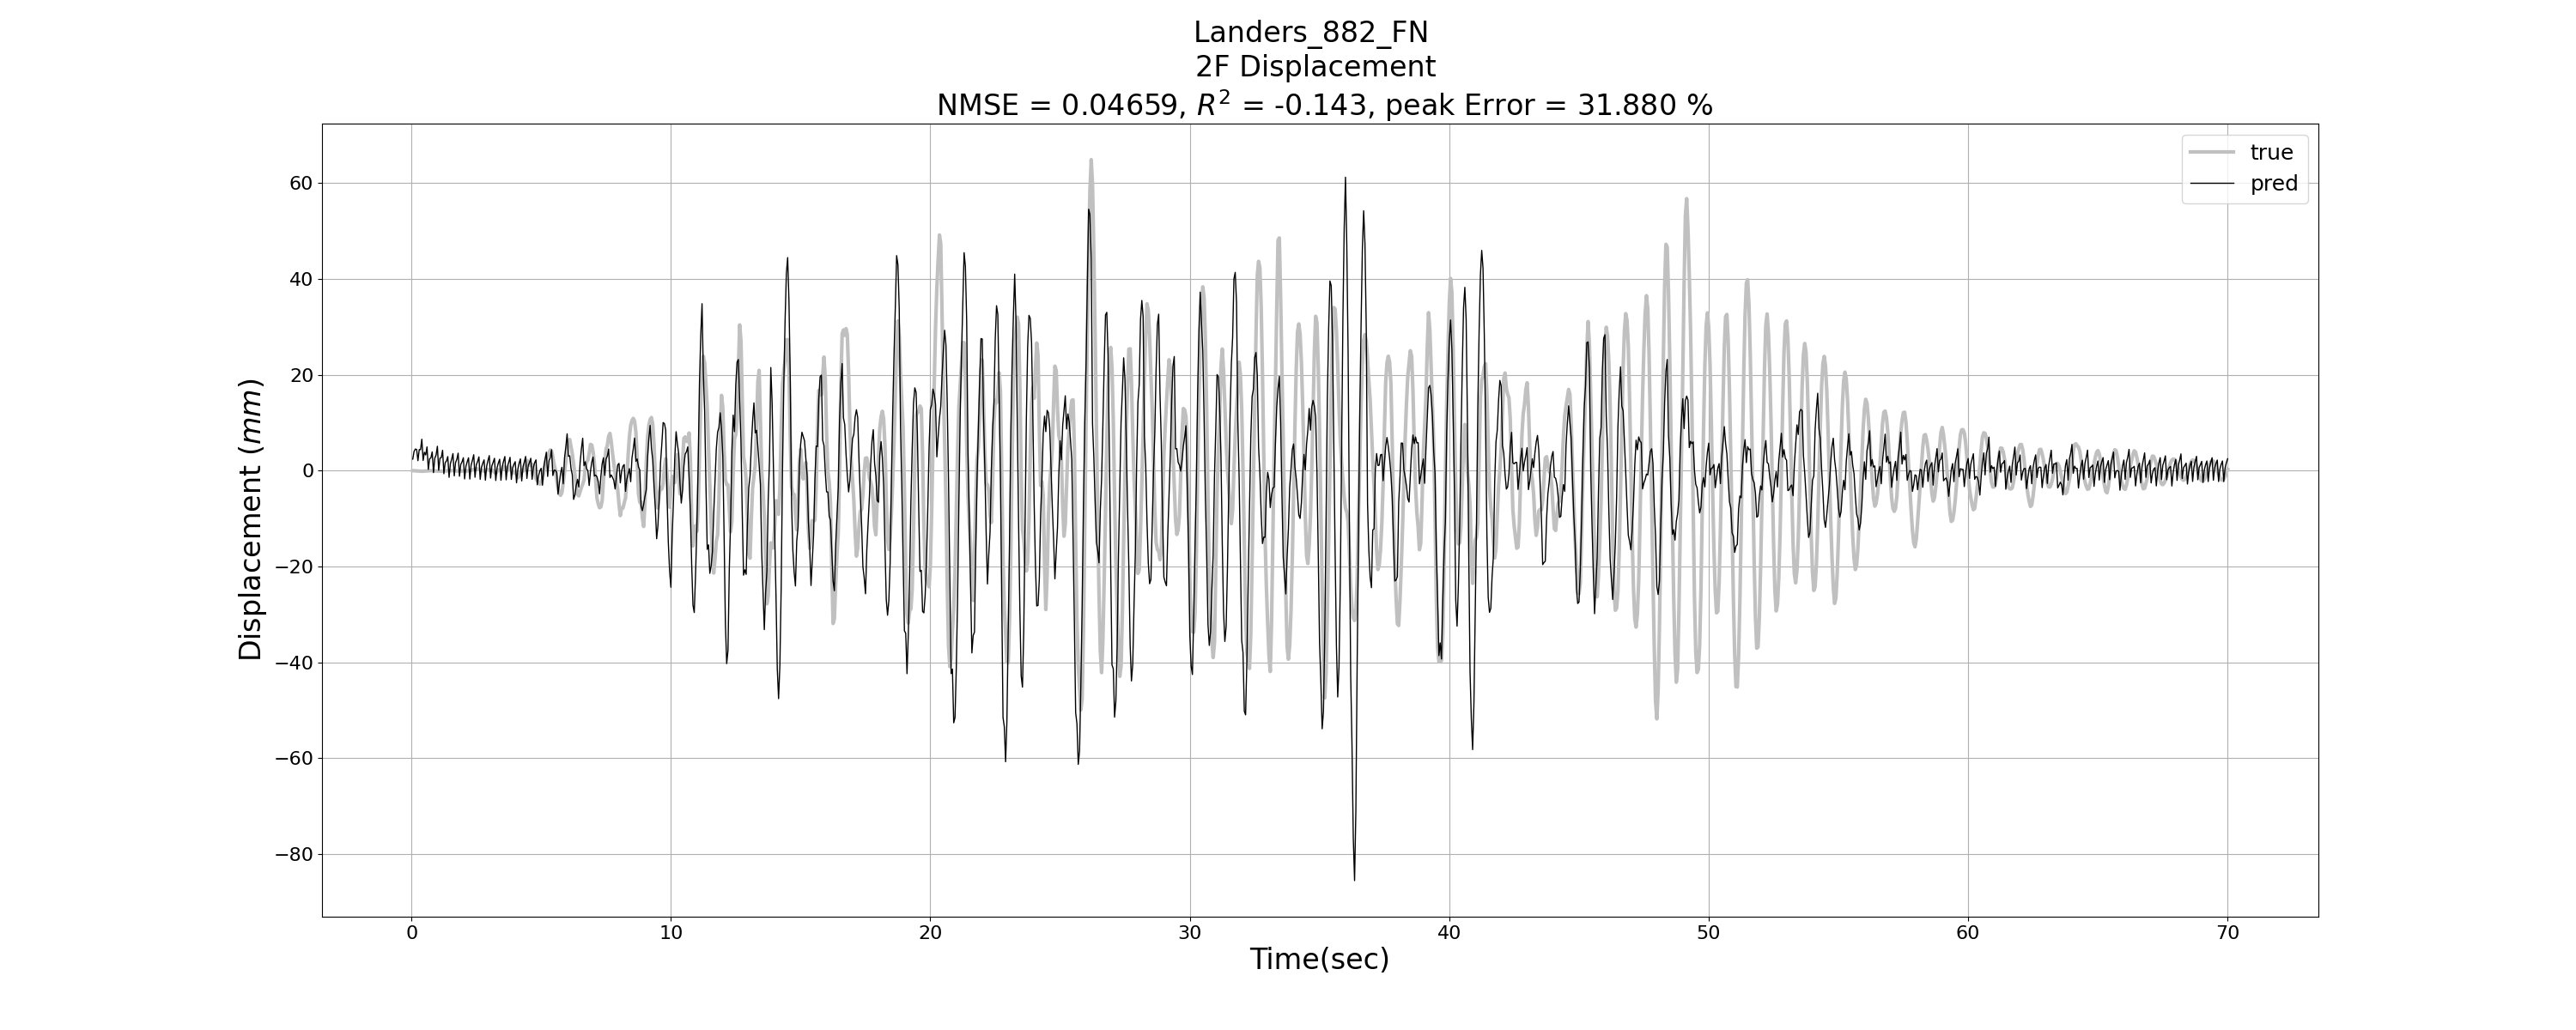 Landers_882_FN
2F Displacement
NMSE = 0.04659, R² = -0.143, peak Error = 31.880 %
true
pred
60
40
20
0
−20
−40
−60
−80
Displacement (mm)
0 10 20 30 40 50 60 70
Time(sec)